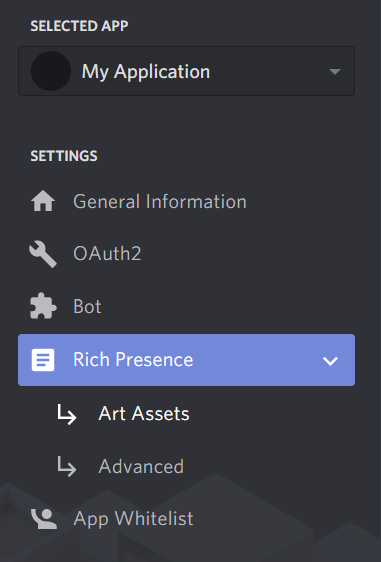 SELECTED APP
My Application
SETTINGS
General Information
OAuth2
Bot
Rich Presence
Art Assets
Advanced
App Whitelist